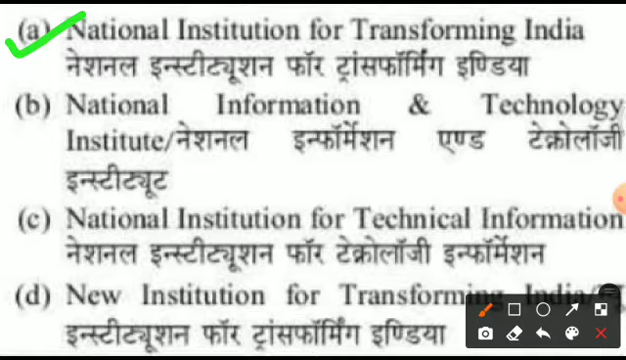 (a) National Institution for Transforming India
नेशनल इन्स्टीट्यूशन फॉर ट्रांसफॉर्मिंग इण्डिया
(b) National Information & Technology
Institute/नेशनल इन्फॉर्मेशन एण्ड टेक्नोलॉजी
इन्स्टीट्यूट
(c) National Institution for Technical Information
नेशनल इन्स्टीट्यूशन फॉर टेक्नोलॉजी इन्फॉर्मेशन
(d) New Institution for Transforming India/
इन्स्टीट्यूशन फॉर ट्रांसफॉर्मिंग इण्डिया